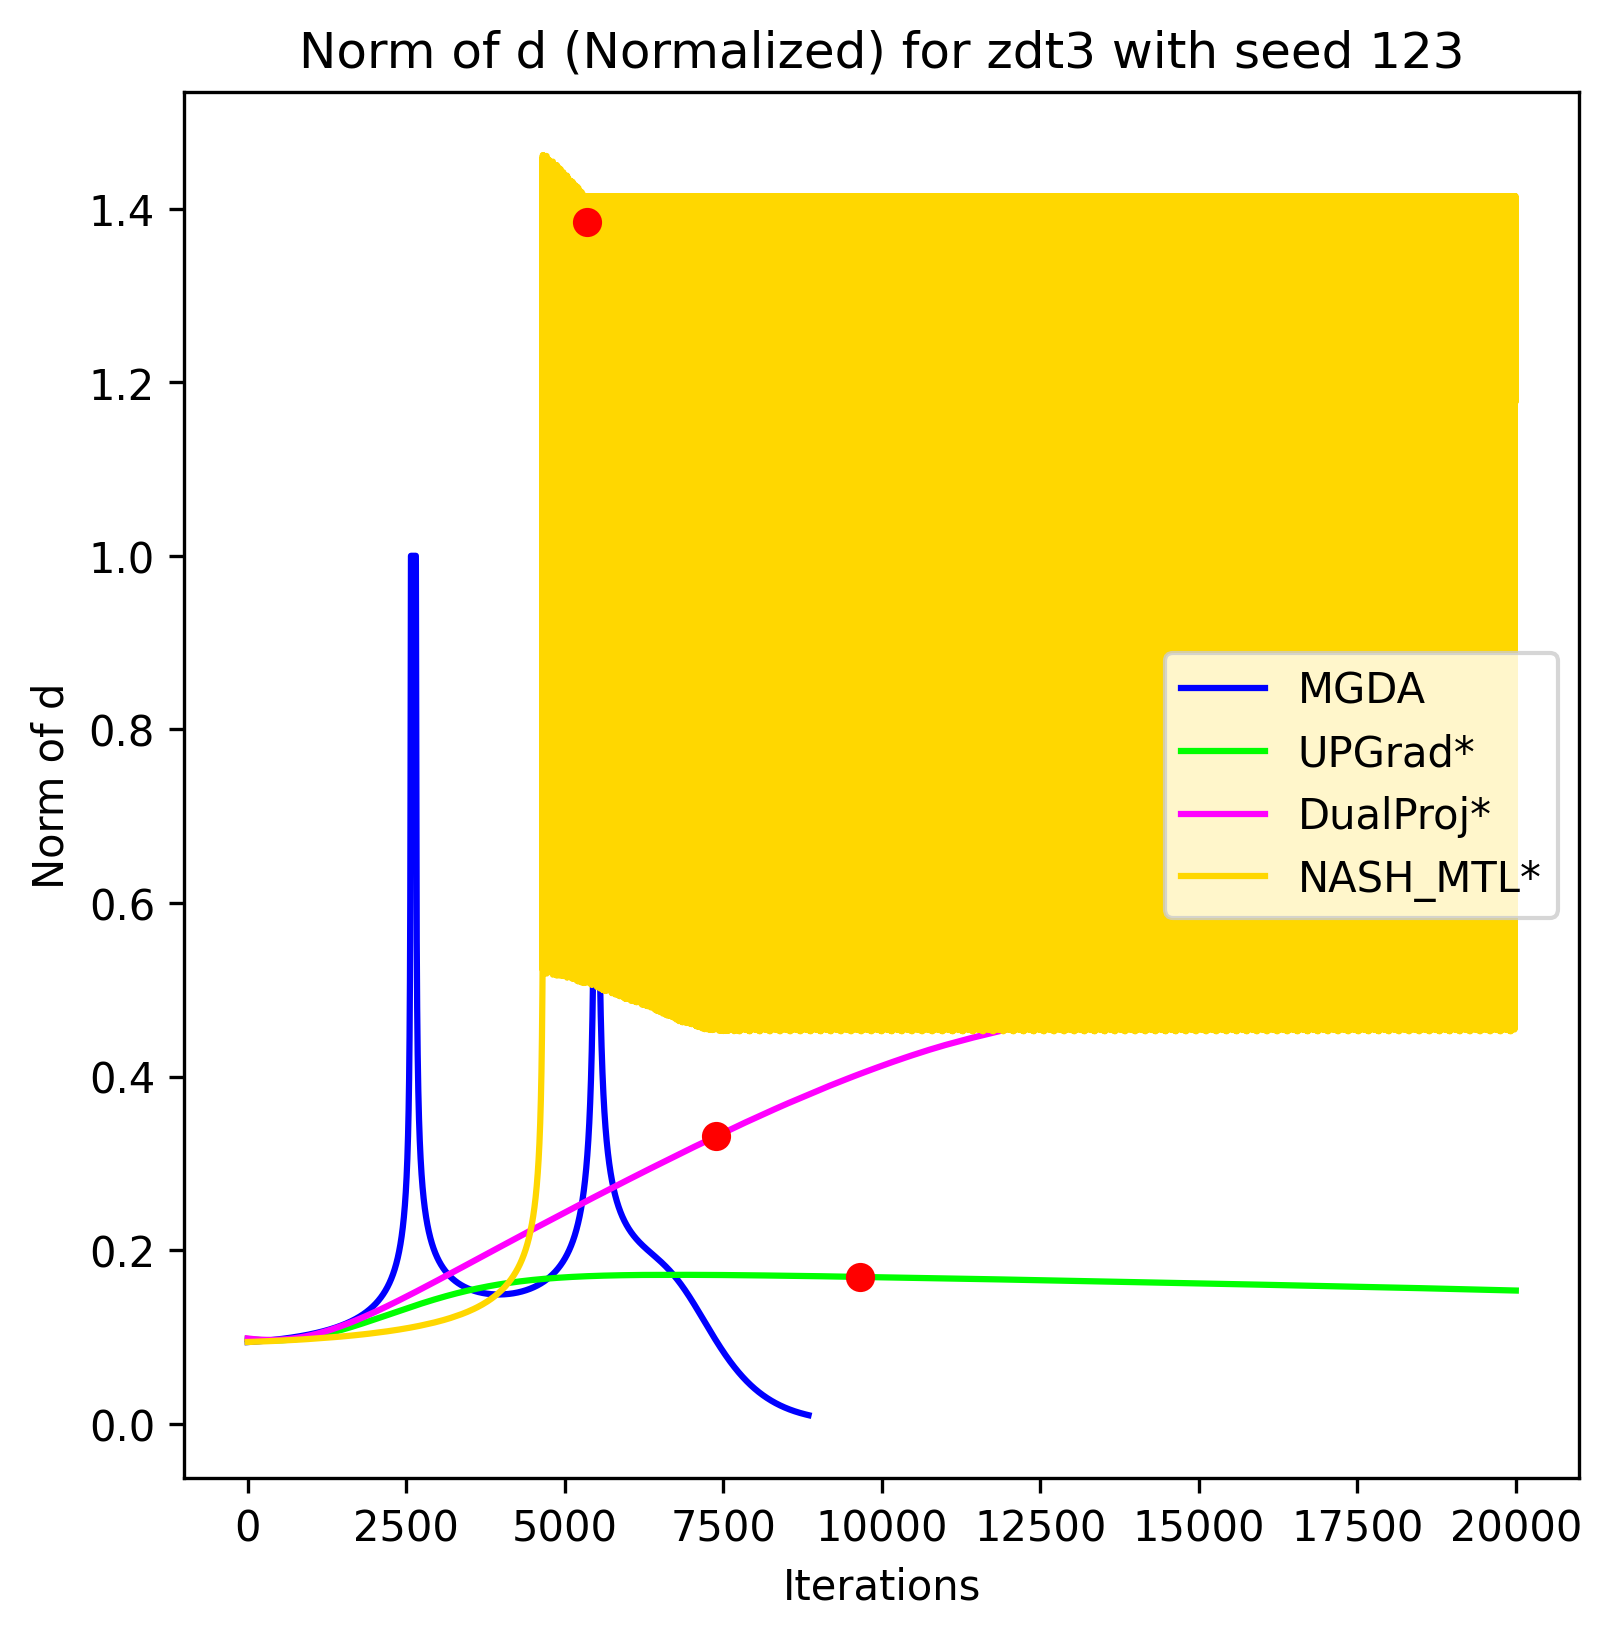 Norm of d (Normalized) for zdt3 with seed 123
Norm of d
1.4
1.2
1.0
0.8
0.6
0.4
0.2
0.0
MGDA
UPGrad*
DualProj*
NASH_MTL*
0 2500 5000 7500 10000 12500 15000 17500 20000
Iterations